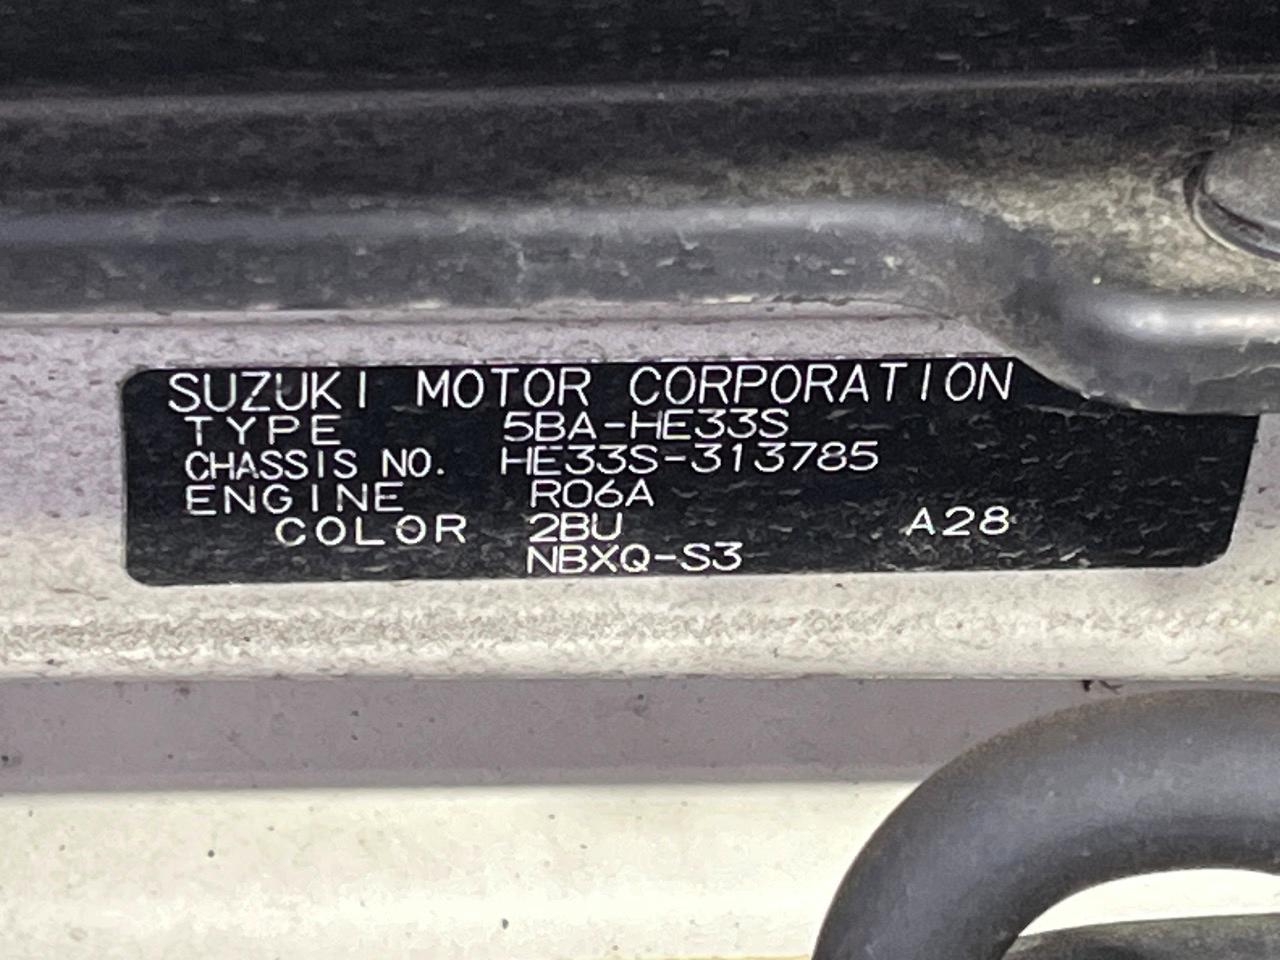 SUZUKI MOTOR CORPORATION
TYPE 5BA-HE33S
CHASSIS NO. HE33S-313785
ENGINE R06A
COLOR 2BU A28
NBXQ-S3